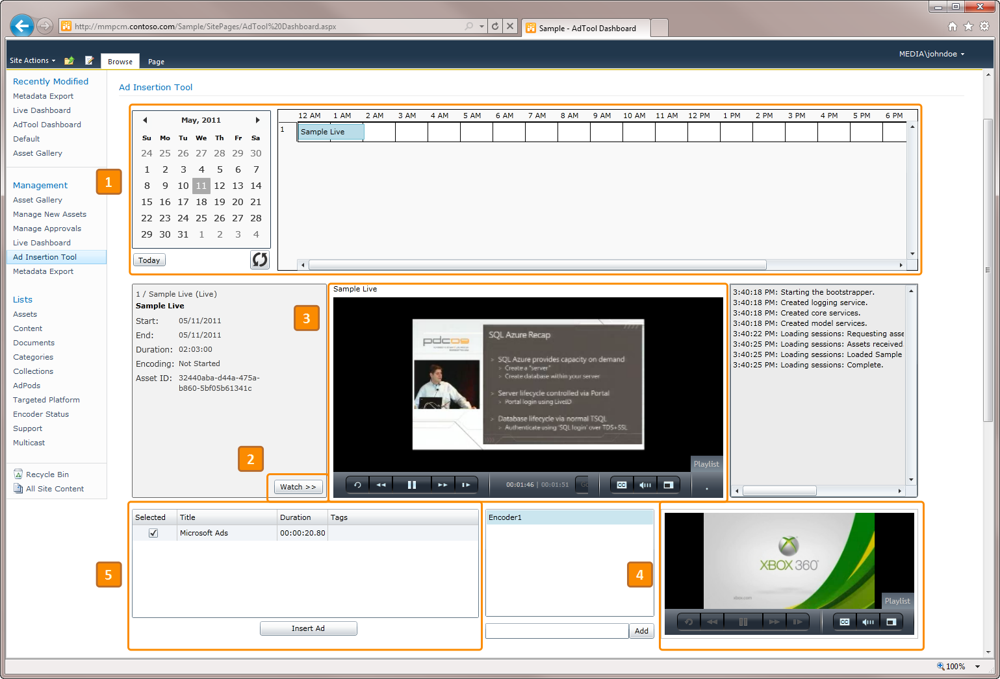 http://mmpcm.contoso.com/Sample/SitePages/AdTool%20Dashboard.aspx
Sample - AdTool Dashboard
Site Actions
Browse
Page
MEDIA\johndoe
Recently Modified
Metadata Export
Live Dashboard
AdTool Dashboard
Default
Asset Gallery
Management
Asset Gallery
Manage New Assets
Manage Approvals
Live Dashboard
Ad Insertion Tool
Metadata Export
Lists
Assets
Content
Documents
Categories
Collections
AdPods
Targeted Platform
Encoder Status
Support
Multicast
Recycle Bin
All Site Content
Ad Insertion Tool
1
May, 2011
Su Mo Tu We Th Fr Sa
24 25 26 27 28 29 30
1 2 3 4 5 6 7
8 9 10 11 12 13 14
15 16 17 18 19 20 21
22 23 24 25 26 27 28
29 30 31 1 2 3 4
Today
12 AM 1 AM 2 AM 3 AM 4 AM 5 AM 6 AM 7 AM 8 AM 9 AM 10 AM 11 AM 12 PM 1 PM 2 PM 3 PM 4 PM 5 PM 6 PM
1 Sample Live
1 / Sample Live (Live)
Sample Live
Start: 05/11/2011
End: 05/11/2011
Duration: 02:03:00
Encoding: Not Started
Asset ID: 32440aba-d44a-475a-
b860-5bf05b61341c
2
Watch >>
3
Sample Live
pdc09
SQL Azure Recap
> SQL Azure provides capacity on demand
> Create a "server"
> Create database within your server
> Server lifecycle controlled via Portal
> Portal login using LiveID
> Database lifecycle via normal TSQL
> Authenticate using 'SQL login' over TDS+SSL
Playlist
00:01:46 | 00:01:51
Go
CC
3:40:18 PM: Starting the bootstrapper.
3:40:18 PM: Created logging service.
3:40:18 PM: Created core services.
3:40:18 PM: Created model services.
3:40:22 PM: Loading sessions: Requesting asse
3:40:25 PM: Loading sessions: Assets received
3:40:25 PM: Loading sessions: Loaded Sample
3:40:25 PM: Loading sessions: Complete.
5
Selected Title Duration Tags
Microsoft Ads 00:00:20.80
Insert Ad
Encoder1
Add
4
XBOX 360
xbox.com
Playlist
CC
100%